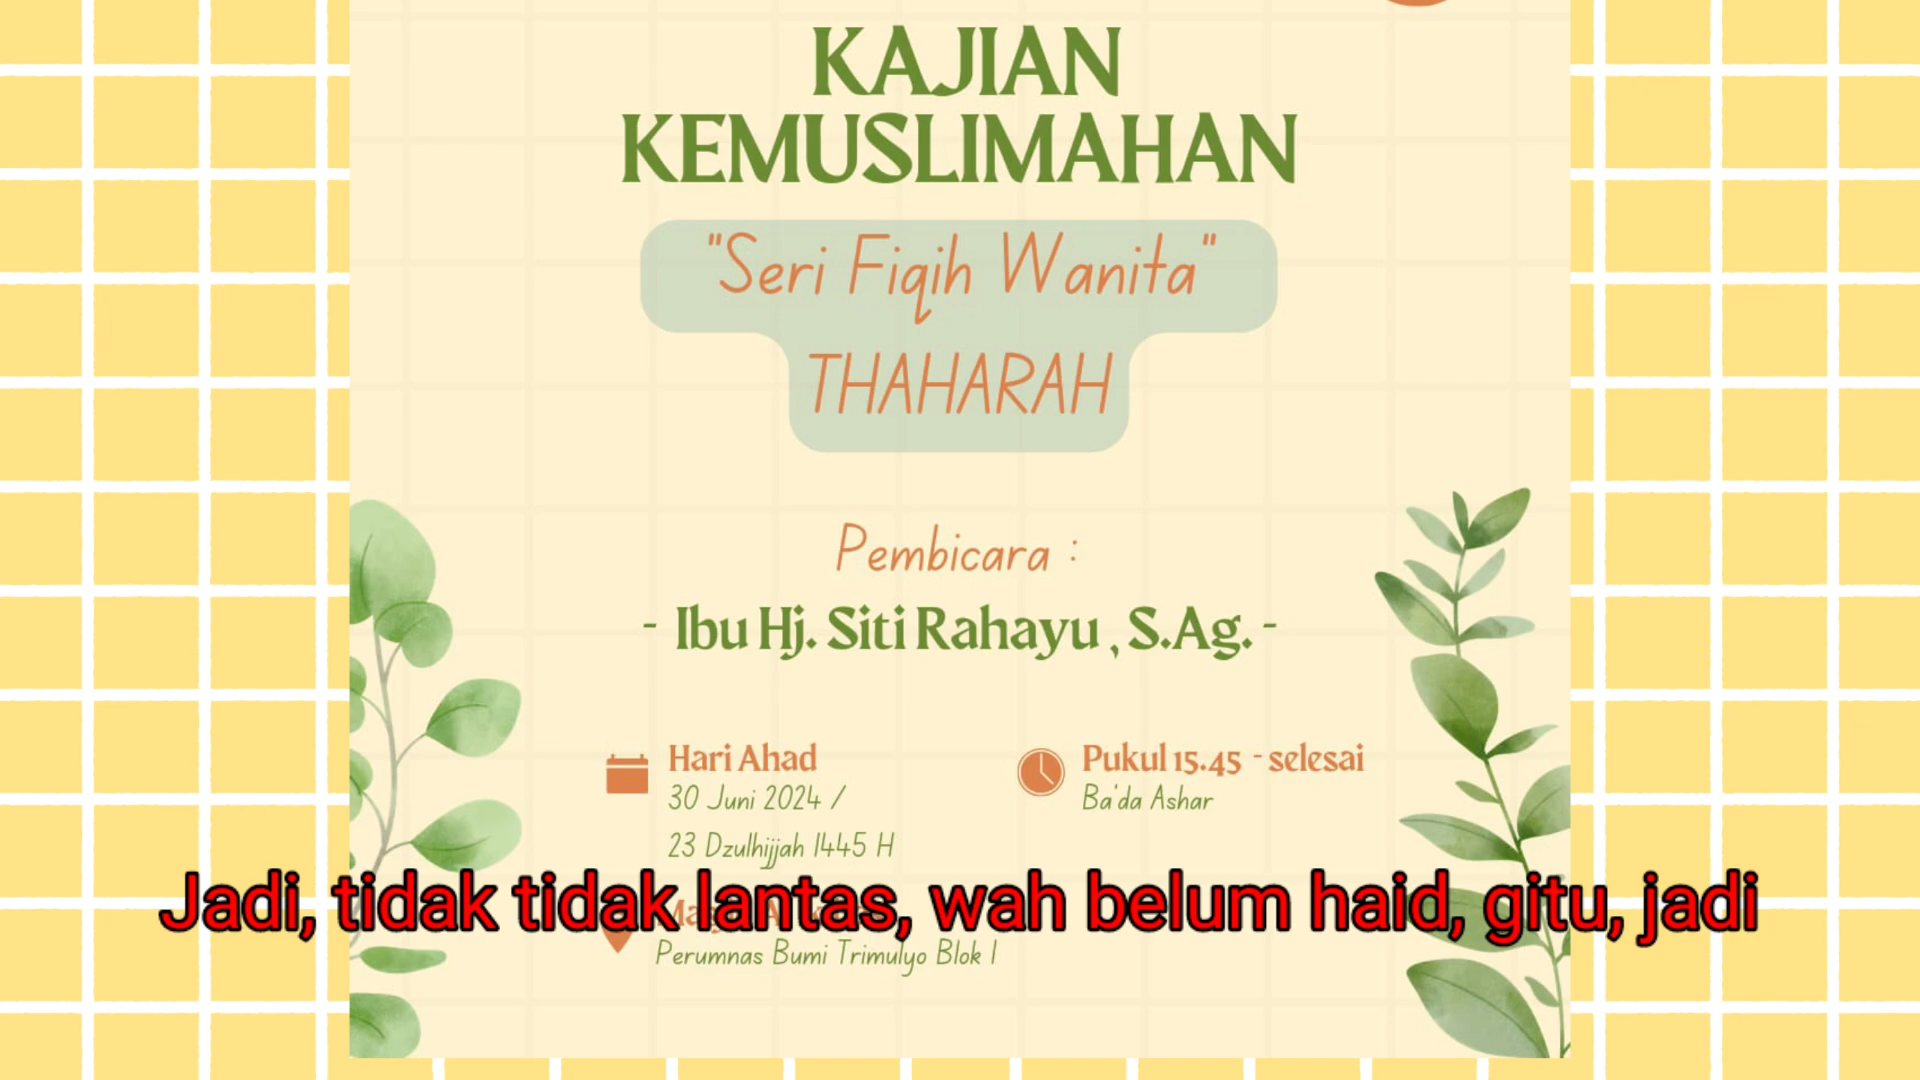 KAJIAN
KEMUSLIMAHAN
"Seri Fiqih Wanita"
THAHARAH
Pembicara :
- Ibu Hj. Siti Rahayu , S.Ag. -
Hari Ahad
30 Juni 2024 /
23 Dzulhijjah 1445 H
Pukul 15.45 - selesai
Ba'da Ashar
Jadi, tidak tidak lantas, wah belum haid, gitu, jadi
Perumnas Bumi Trimulyo Blok I